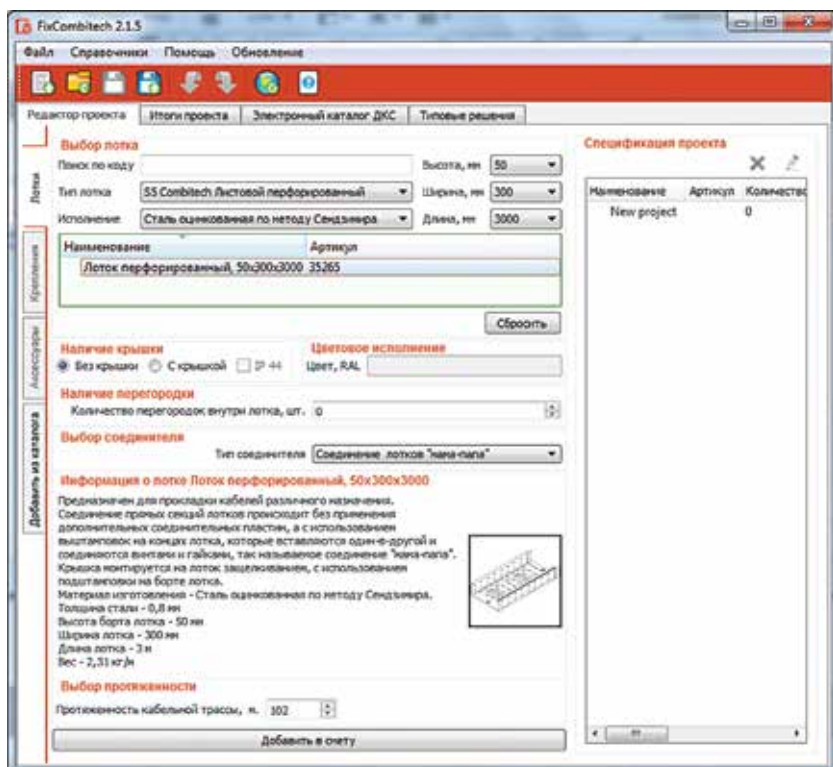 FixCombitech 2.1.5
Файл Справочники Помощь Обновление
Редактор проекта Итоги проекта Электронный каталог ДКС Типовые решения
Лотки
Крепления
Аксессуары
Добавить из каталога
Выбор лотка
Поиск по коду
Высота, мм 50
Тип лотка S5 Combitech Листовой перфорированный
Ширина, мм 300
Исполнение Сталь оцинкованная по методу Сендзимира
Длина, мм 3000
Наименование Артикул
Лоток перфорированный, 50x300x3000 35265
Сбросить
Наличие крышки
Без крышки С крышкой IP 44
Цветовое исполнение
Цвет, RAL
Наличие перегородки
Количество перегородок внутри лотка, шт. 0
Выбор соединителя
Тип соединителя Соединение лотков "мама-папа"
Информация о лотке Лоток перфорированный, 50x300x3000
Предназначен для прокладки кабелей различного назначения.
Соединение прямых секций лотков происходит без применения
дополнительных соединительных пластин, а с использованием
выштамповок на концах лотка, которые вставляются один-в-другой и
соединяются винтами и гайками, так называемое соединение "мама-папа".
Крышка монтируется на лоток защелкиванием, с использованием
подштамповки на борте лотка.
Материал изготовления - Сталь оцинкованная по методу Сендзимира.
Толщина стали - 0,8 мм
Высота борта лотка - 50 мм
Ширина лотка - 300 мм
Длина лотка - 3 м
Вес - 2,31 кг/м
Выбор протяженности
Протяженность кабельной трассы, м. 102
Добавить в смету
Спецификация проекта
Наименование Артикул Количество
New project 0